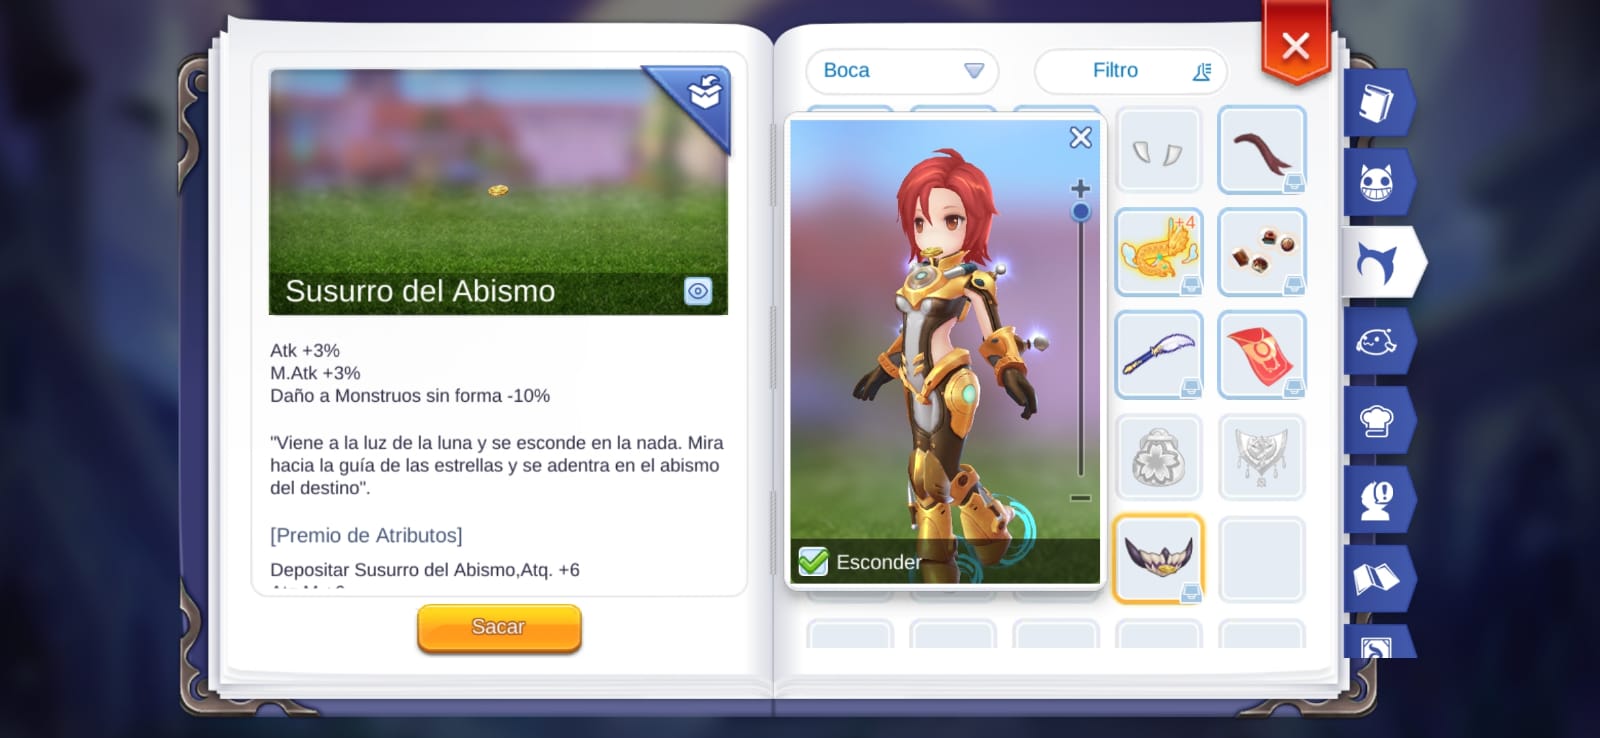 Susurro del Abismo
Atk +3%
M.Atk +3%
Daño a Monstruos sin forma -10%
"Viene a la luz de la luna y se esconde en la nada. Mira
hacia la guía de las estrellas y se adentra en el abismo
del destino".
[Premio de Atributos]
Depositar Susurro del Abismo,Atq. +6
Sacar
Boca
Filtro
+4
Esconder